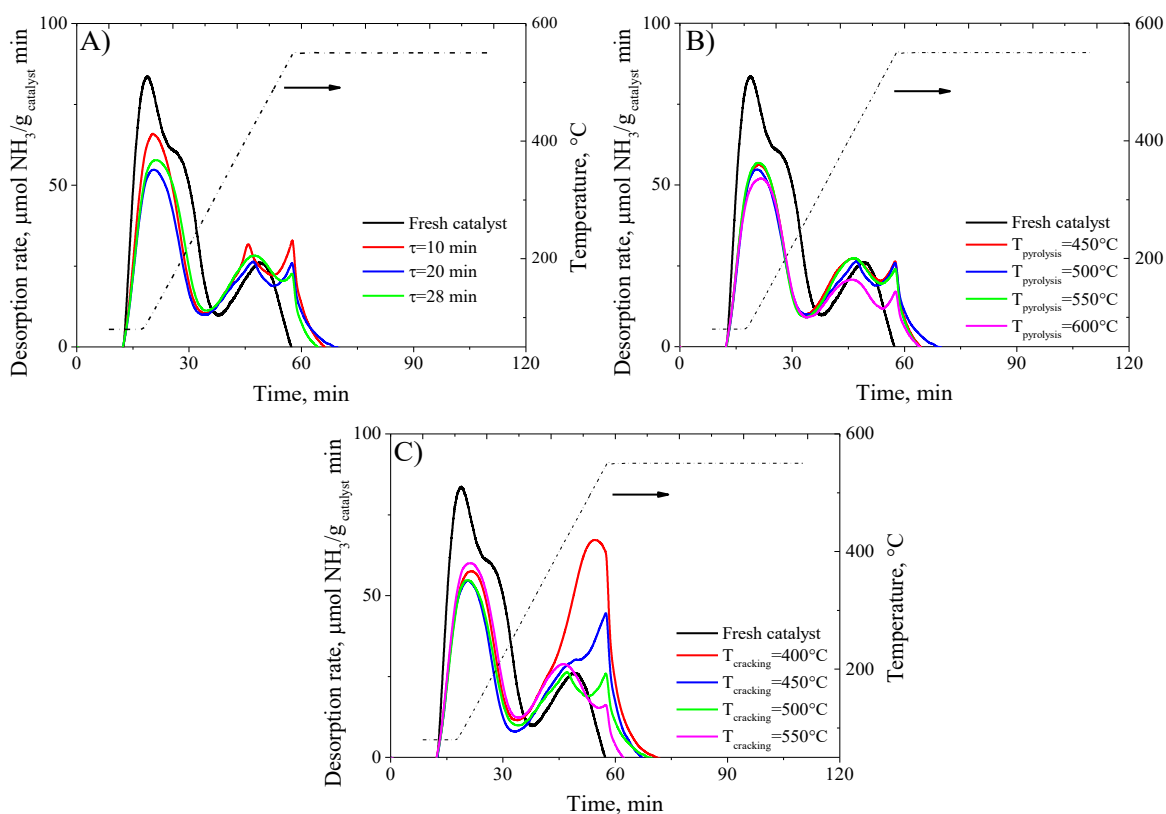 A)
Desorption rate, μmol NH3/gcatalyst min
100
50
0
0 30 60 90 120
Time, min
600
400
200
Temperature, °C
Fresh catalyst
τ=10 min
τ=20 min
τ=28 min
B)
Desorption rate, μmol NH3/gcatalyst min
100
50
0
0 30 60 90 120
Time, min
600
400
200
Temperature, °C
Fresh catalyst
Tpyrolysis=450°C
Tpyrolysis=500°C
Tpyrolysis=550°C
Tpyrolysis=600°C
C)
Desorption rate, μmol NH3/gcatalyst min
100
50
0
0 30 60 90 120
Time, min
600
400
200
Temperature, °C
Fresh catalyst
Tcracking=400°C
Tcracking=450°C
Tcracking=500°C
Tcracking=550°C